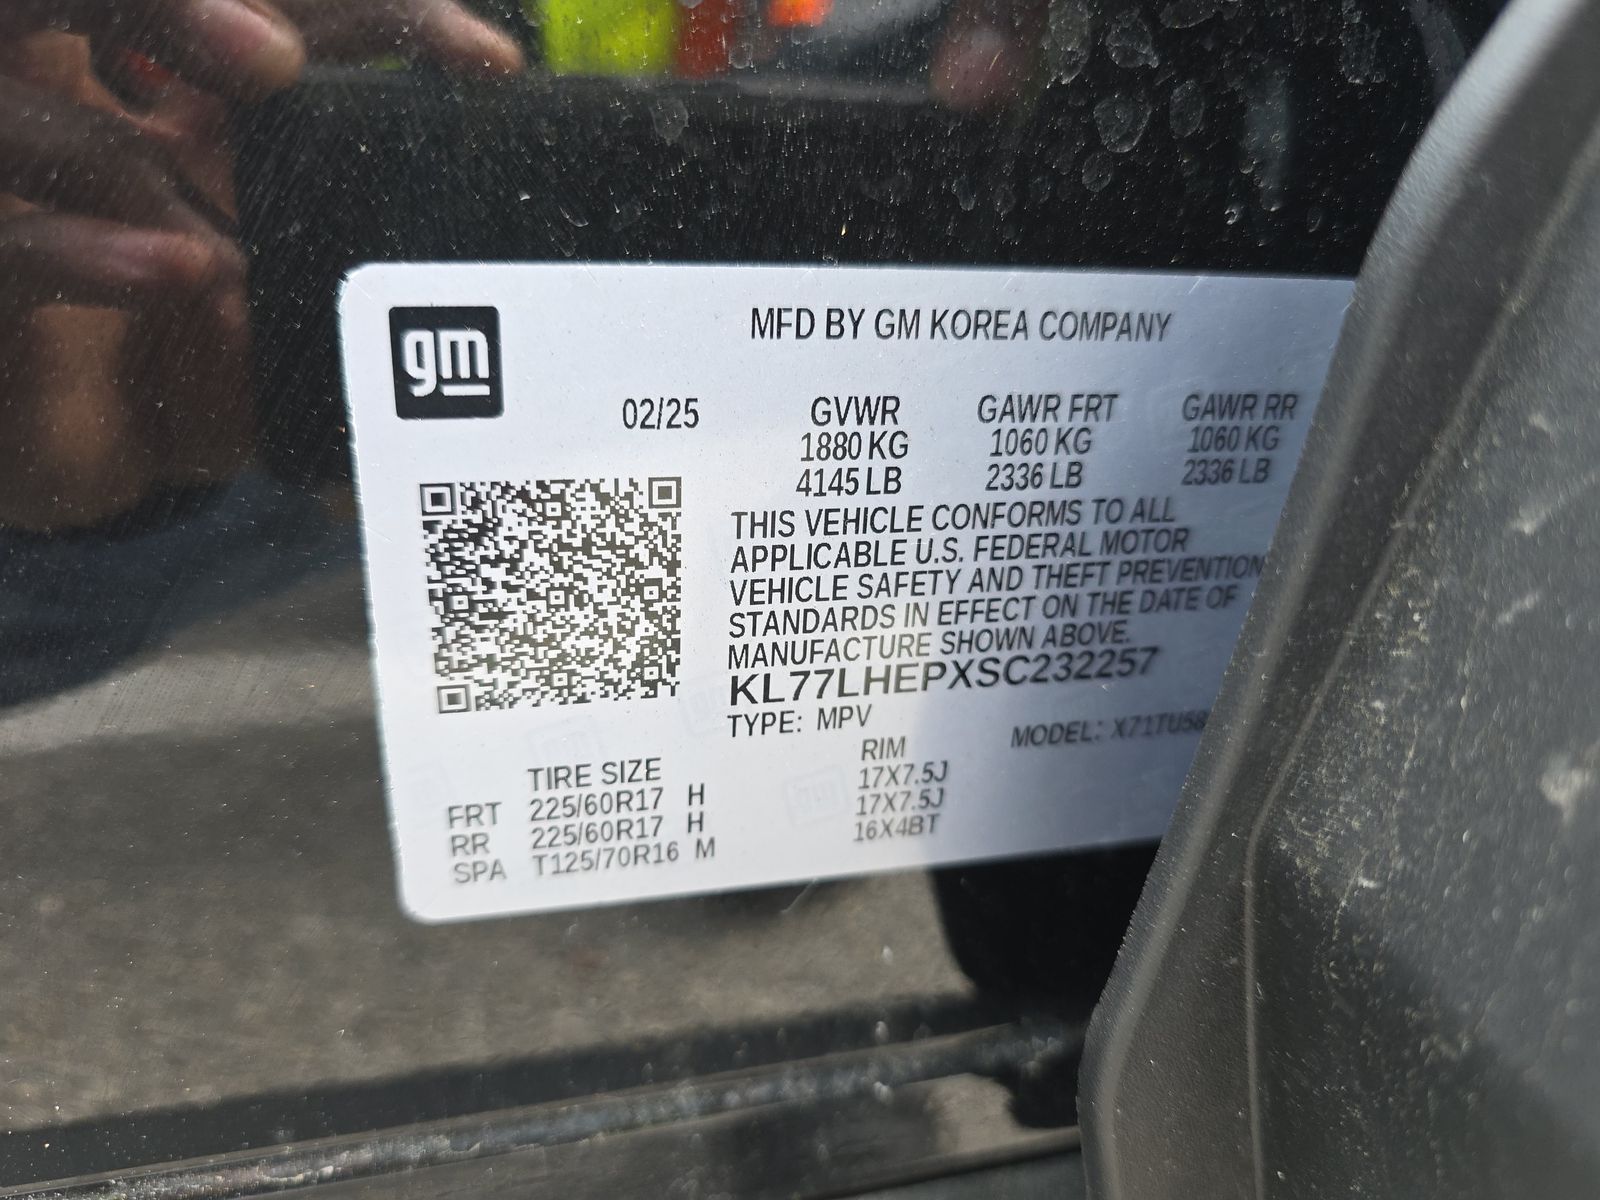 gm
MFD BY GM KOREA COMPANY
02/25 GVWR GAWR FRT GAWR RR
1880 KG 1060 KG 1060 KG
4145 LB 2336 LB 2336 LB
THIS VEHICLE CONFORMS TO ALL
APPLICABLE U.S. FEDERAL MOTOR
VEHICLE SAFETY AND THEFT PREVENTION
STANDARDS IN EFFECT ON THE DATE OF
MANUFACTURE SHOWN ABOVE.
KL77LHEPXSC232257
TYPE: MPV MODEL: X71TU58
TIRE SIZE RIM
FRT 225/60R17 H 17X7.5J
RR 225/60R17 H 17X7.5J
SPA T125/70R16 M 16X4BT